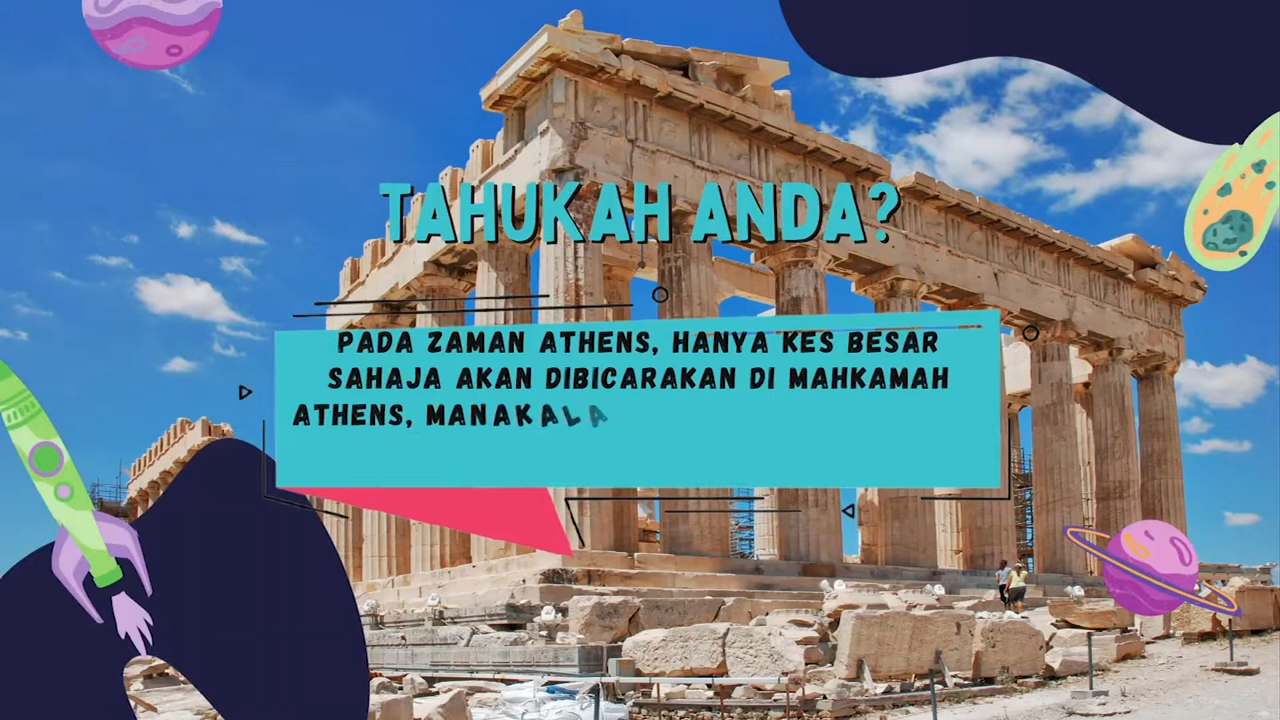 TAHUKAH ANDA?
PADA ZAMAN ATHENS, HANYA KES BESAR
SAHAJA AKAN DIBICARAKAN DI MAHKAMAH
ATHENS, MANAKALA